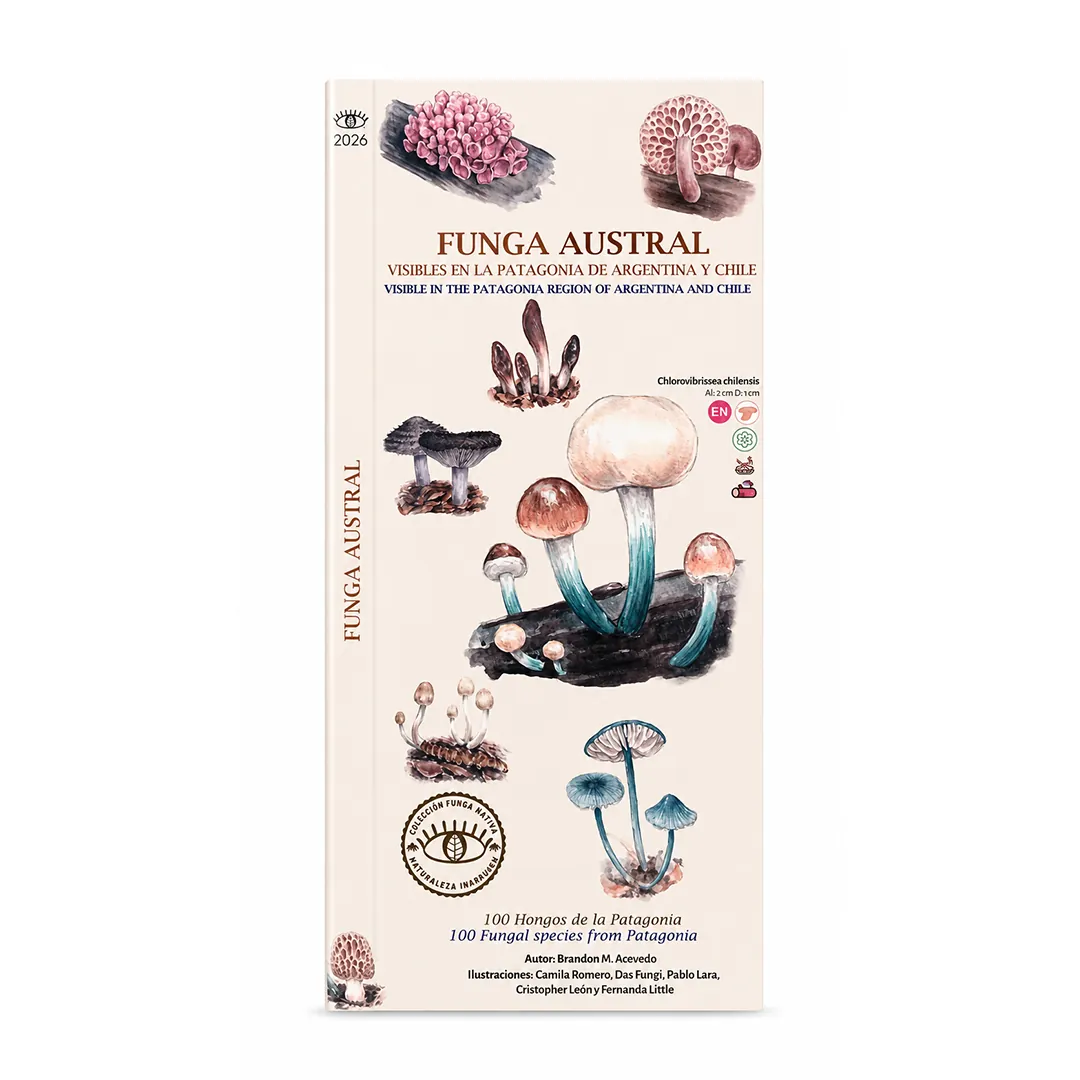 2026
FUNGA AUSTRAL
VISIBLES EN LA PATAGONIA DE ARGENTINA Y CHILE
VISIBLE IN THE PATAGONIA REGION OF ARGENTINA AND CHILE
Chlorovibrissea chilensis
Al: 2 cm D: 1 cm
EN
FUNGA AUSTRAL
COLECCIÓN FUNGA NATIVA
NATURALEZA INARAUKEN
100 Hongos de la Patagonia
100 Fungal species from Patagonia
Autor: Brandon M. Acevedo
Ilustraciones: Camila Romero, Das Fungi, Pablo Lara,
Cristopher León y Fernanda Little